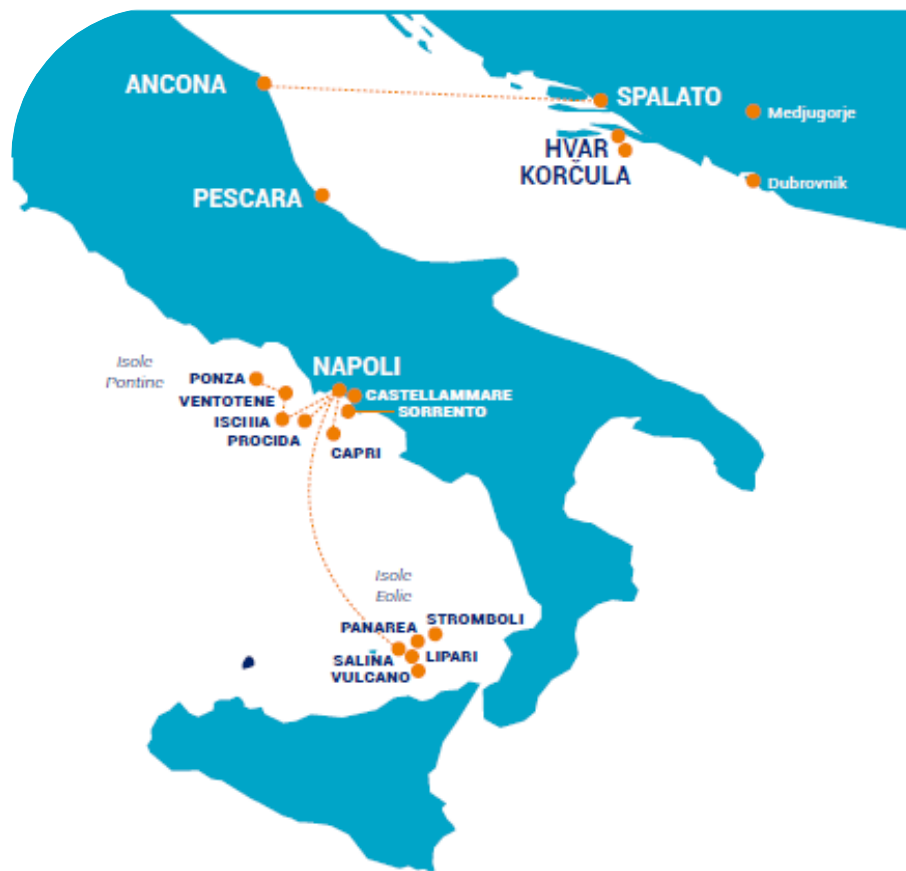 ANCONA
SPALATO
Medjugorje
HVAR
KORČULA
Dubrovnik
PESCARA
Isole
Pontine
NAPOLI
PONZA
CASTELLAMMARE
VENTOTENE
SORRENTO
ISCHIA
PROCIDA
CAPRI
Isole
Eolie
STROMBOLI
PANAREA
SALINA
LIPARI
VULCANO